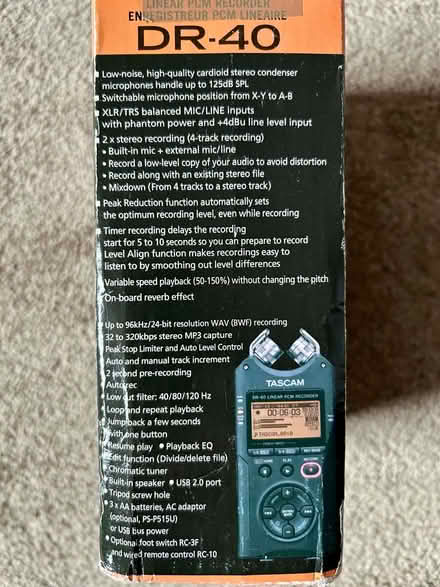 LINEAR PCM RECORDER
ENREGISTREUR PCM LINEAIRE
DR-40
Low-noise, high-quality cardioid stereo condenser
microphones handle up to 125dB SPL
Switchable microphone position from X-Y to A-B
XLR/TRS balanced MIC/LINE inputs
with phantom power and +4dBu line level input
2 x stereo recording (4-track recording)
• Built-in mic + external mic/line
• Record a low-level copy of your audio to avoid distortion
• Record along with an existing stereo file
• Mixdown (From 4 tracks to a stereo track)
Peak Reduction function automatically sets
the optimum recording level, even while recording
Timer recording delays the recording
start for 5 to 10 seconds so you can prepare to record
Level Align function makes recordings easy to
listen to by smoothing out level differences
Variable speed playback (50-150%) without changing the pitch
On-board reverb effect
Up to 96kHz/24-bit resolution WAV (BWF) recording
32 to 320kbps stereo MP3 capture
Peak Stop Limiter and Auto Level Control
Auto and manual track increment
2 second pre-recording
Autorec
• Low cut filter: 40/80/120 Hz
• Loop and repeat playback
• Jump back a few seconds
with one button
• Resume play • Playback EQ
Edit function (Divide/delete file)
• Chromatic tuner
• Built-in speaker • USB 2.0 port
• Tripod screw hole
• 3 x AA batteries, AC adaptor
(optional, PS-P515U)
or USB bus power
• Optional foot switch RC-3F
and wired remote control RC-10
TASCAM
DR-40 LINEAR PCM RECORDER
00:06:03